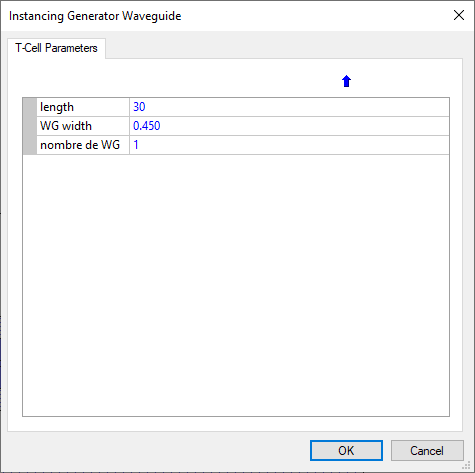 Instancing Generator Waveguide
T-Cell Parameters
length 30
WG width 0.450
nombre de WG 1
OK Cancel